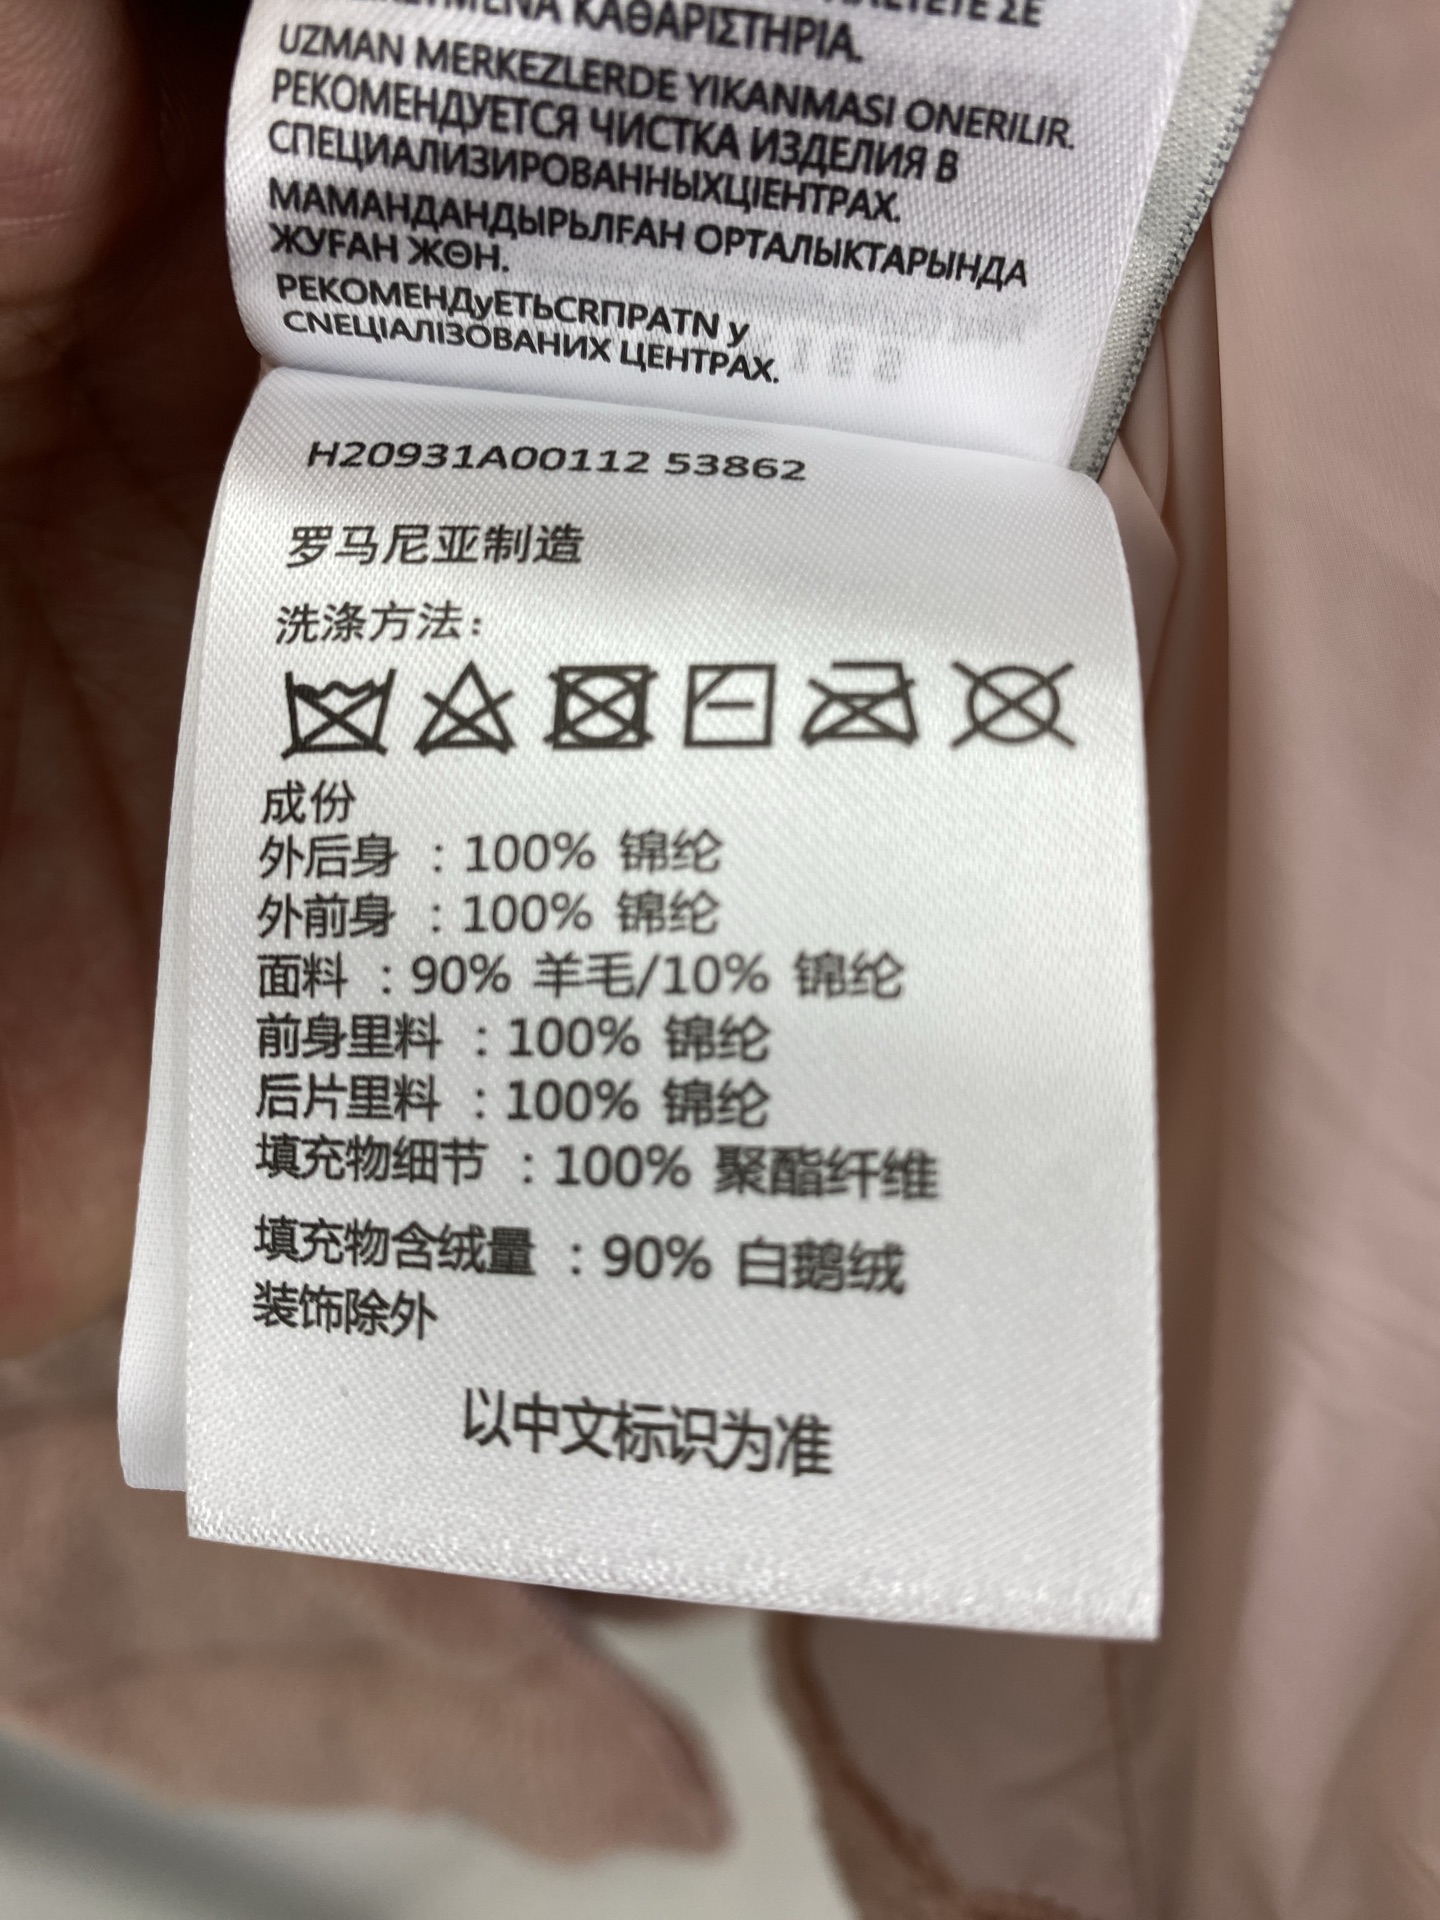 ΚΑΘΑΡΙΣΤΗΡΙΑ.
UZMAN MERKEZLERDE YIKANMASI ONERILIR.
РЕКОМЕНДУЕТСЯ ЧИСТКА ИЗДЕЛИЯ В
СПЕЦИАЛИЗИРОВАННЫХЦІЕНТРАХ.
МАМАНДАНДЫРЬЛҒАН ОРТАЛЫКТАРЫНДА
ЖУҒАН ЖӨН.
РЕКОМЕНДуЕТЬСRПРАТN у
СNЕЦІАЛІЗОВАНИХ ЦЕНТРАХ.
H20931A00112 53862
罗马尼亚制造
洗涤方法:
成份
外后身 : 100% 锦纶
外前身 : 100% 锦纶
面料 : 90% 羊毛/10% 锦纶
前身里料 : 100% 锦纶
后片里料 : 100% 锦纶
填充物细节 : 100% 聚酯纤维
填充物含绒量 : 90% 白鹅绒
装饰除外
以中文标识为准